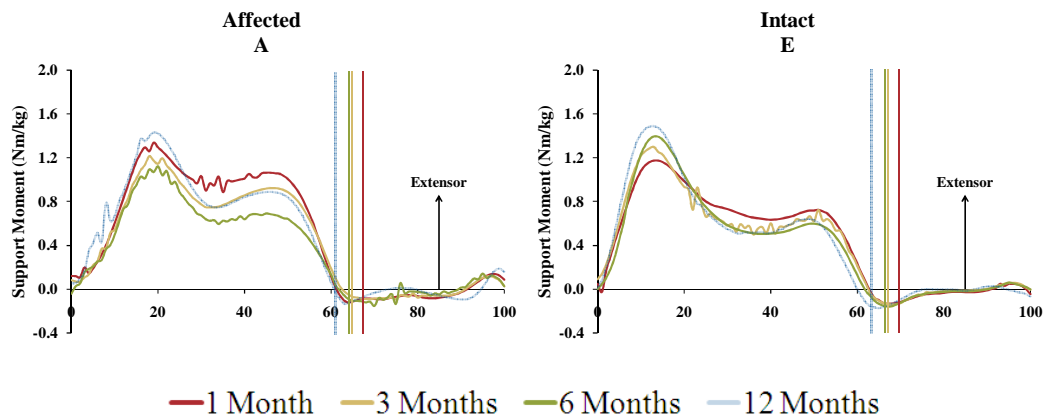 Affected
A
Support Moment (Nm/kg)
2.0
1.6
1.2
0.8
0.4
0.0
-0.4
0 20 40 60 80 100
Extensor
Intact
E
Support Moment (Nm/kg)
2.0
1.6
1.2
0.8
0.4
0.0
-0.4
0 20 40 60 80 100
Extensor
1 Month 3 Months 6 Months 12 Months